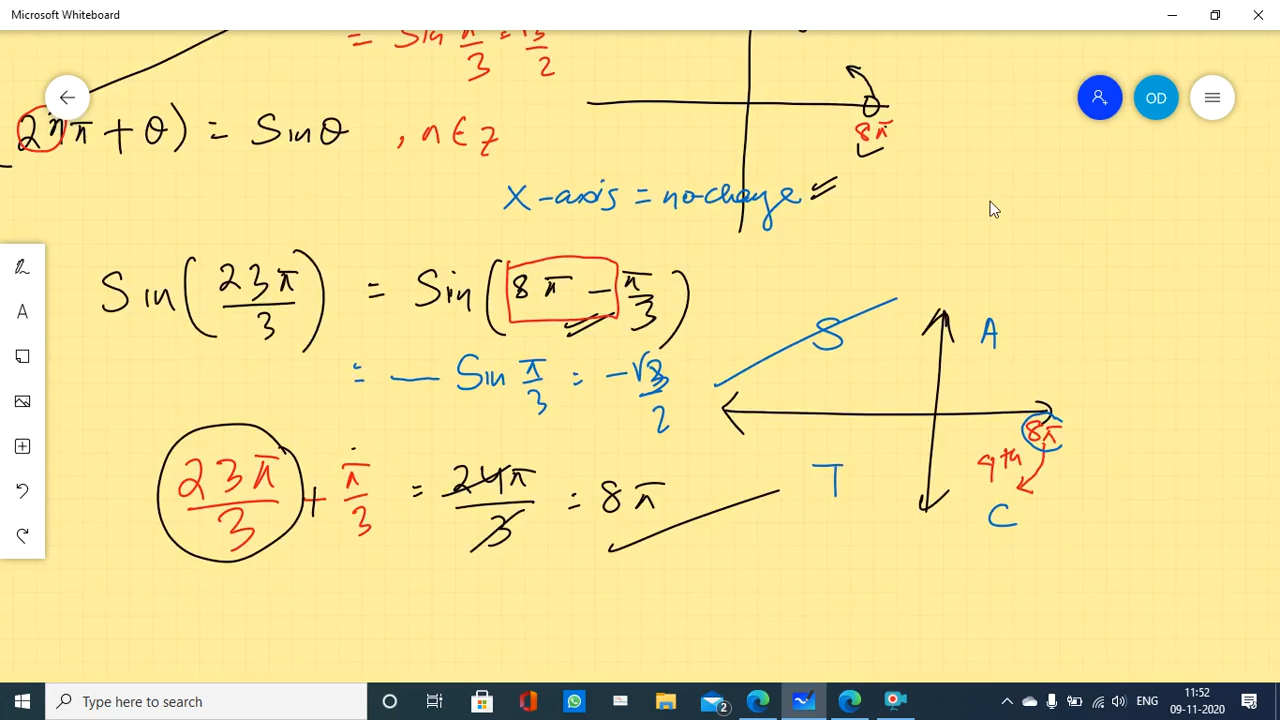 Microsoft Whiteboard
= Sin π/3 = √3/2
2nπ + θ) = Sinθ , n ∈ z
8π
OD
X-axis = no change
Sin(23π/3) = Sin(8π - π/3)
= - Sin π/3 = -√3/2
S A
8π
4th
T C
23π/3 + π/3 = 24π/3 = 8π
A
Type here to search
2
ENG
11:52
09-11-2020